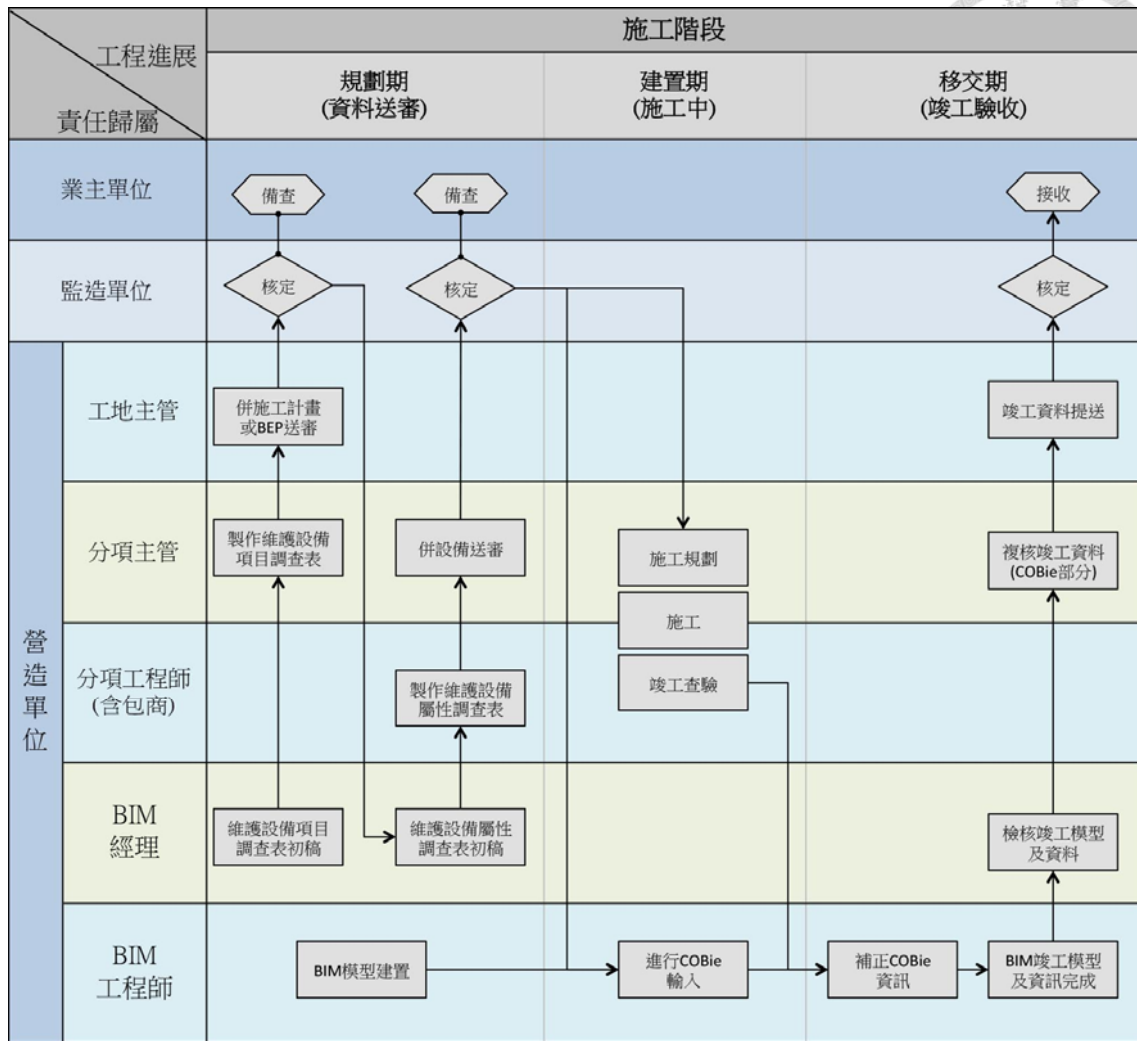 工程進展
責任歸屬
施工階段
規劃期
(資料送審)
建置期
(施工中)
移交期
(竣工驗收)
業主單位
備查
備查
接收
監造單位
核定
核定
核定
營造單位
工地主管
併施工計畫
或BEP送審
竣工資料提送
分項主管
製作維護設備
項目調查表
併設備送審
施工規劃
複核竣工資料
(COBie部分)
施工
分項工程師
(含包商)
製作維護設備
屬性調查表
竣工查驗
BIM
經理
維護設備項目
調查表初稿
維護設備屬性
調查表初稿
檢核竣工模型
及資料
BIM
工程師
BIM模型建置
進行COBie
輸入
補正COBie
資訊
BIM竣工模型
及資訊完成